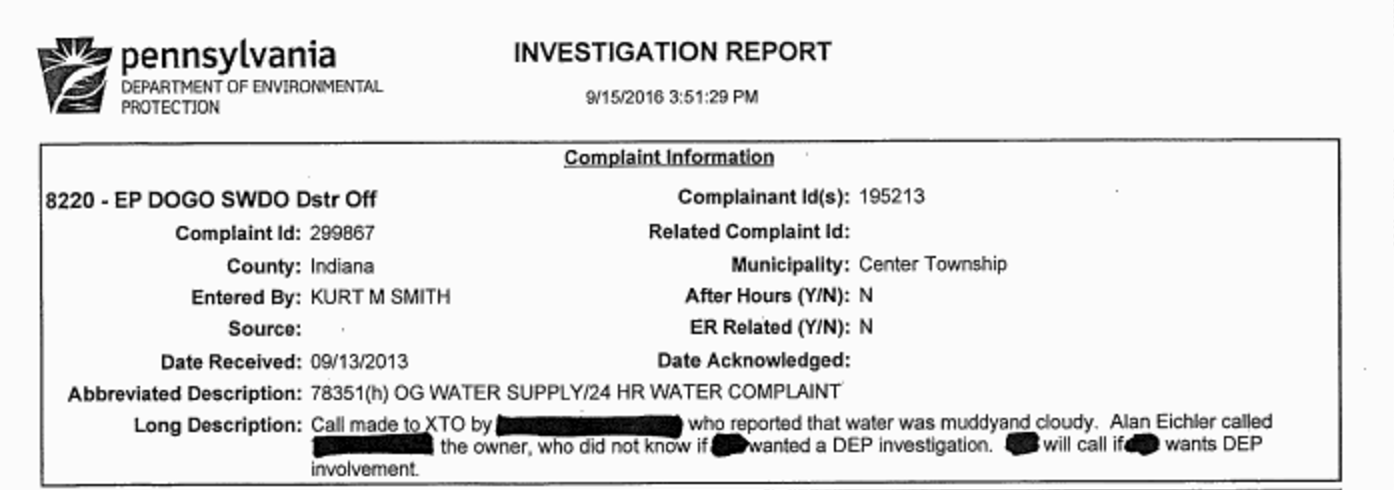 pennsylvania
DEPARTMENT OF ENVIRONMENTAL
PROTECTION
INVESTIGATION REPORT
9/15/2016 3:51:29 PM
Complaint Information
8220 - EP DOGO SWDO Dstr Off
Complainant Id(s): 195213
Complaint Id: 299867
Related Complaint Id:
County: Indiana
Municipality: Center Township
Entered By: KURT M SMITH
After Hours (Y/N): N
Source:
ER Related (Y/N): N
Date Received: 09/13/2013
Date Acknowledged:
Abbreviated Description: 78351(h) OG WATER SUPPLY/24 HR WATER COMPLAINT
Long Description: Call made to XTO by who reported that water was muddyand cloudy. Alan Eichler called
the owner, who did not know if wanted a DEP investigation. will call if wants DEP
involvement.